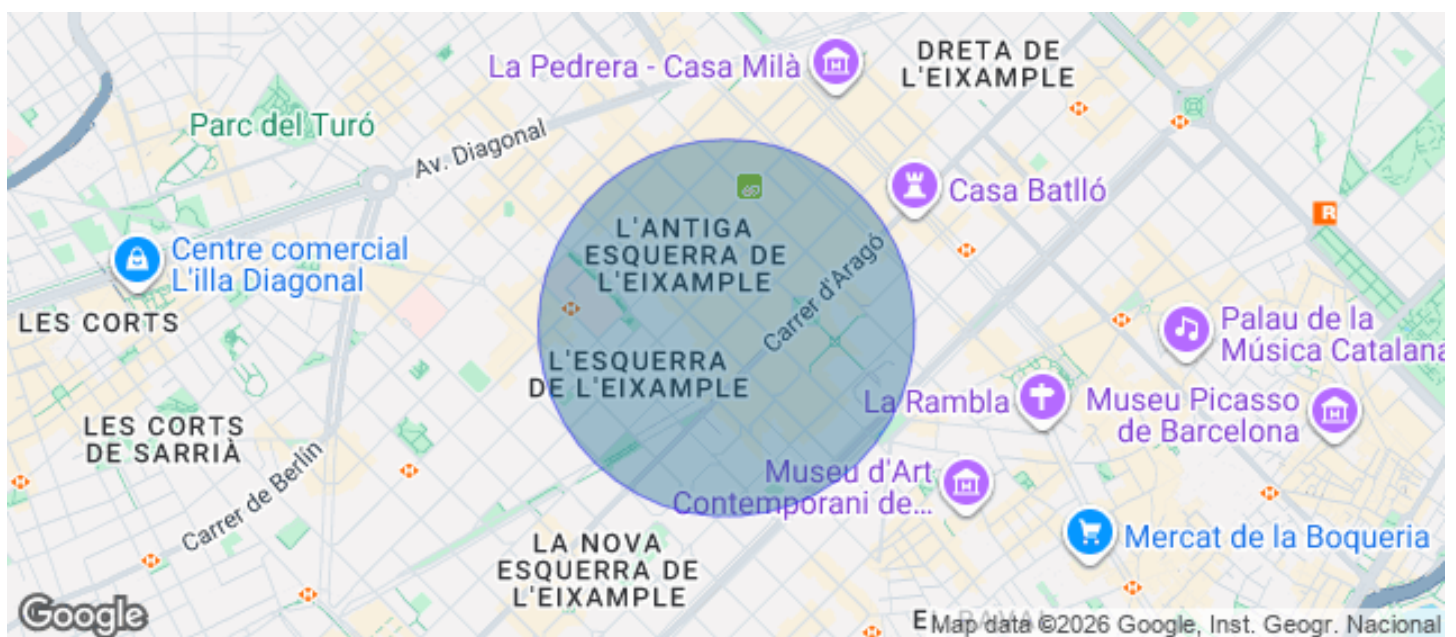 La Pedrera - Casa Milà
DRETA DE
L'EIXAMPLE
Parc del Turó
Av. Diagonal
Casa Batlló
L'ANTIGA
ESQUERRA DE
L'EIXAMPLE
Centre comercial
L'illa Diagonal
Carrer d'Aragó
LES CORTS
Palau de la
Música Catalana
L'ESQUERRA
DE L'EIXAMPLE
La Rambla
Museu Picasso
de Barcelona
LES CORTS
DE SARRIÀ
Carrer de Berlín
Museu d'Art
Contemporani de...
Mercat de la Boqueria
LA NOVA
ESQUERRA DE
L'EIXAMPLE
R
Google
Map data ©2026 Google, Inst. Geogr. Nacional